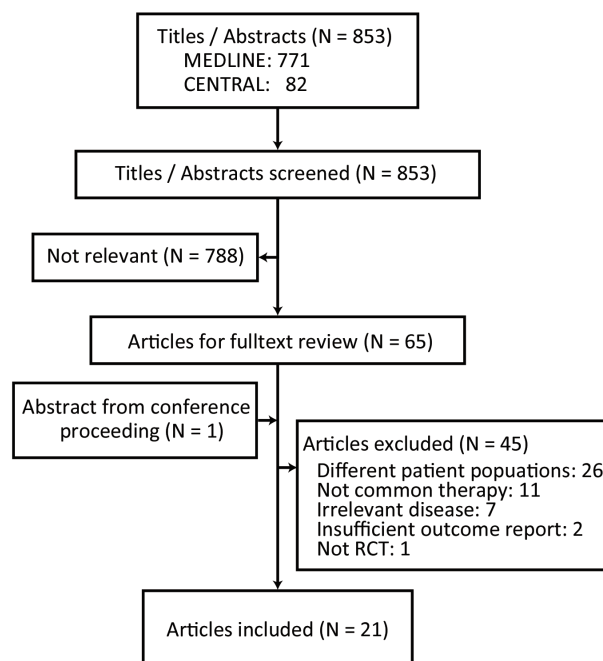 Titles / Abstracts (N = 853)
MEDLINE: 771
CENTRAL: 82
Titles / Abstracts screened (N = 853)
Not relevant (N = 788)
Articles for fulltext review (N = 65)
Abstract from conference
proceeding (N = 1)
Articles excluded (N = 45)
Different patient popuations: 26
Not common therapy: 11
Irrelevant disease: 7
Insufficient outcome report: 2
Not RCT: 1
Articles included (N = 21)